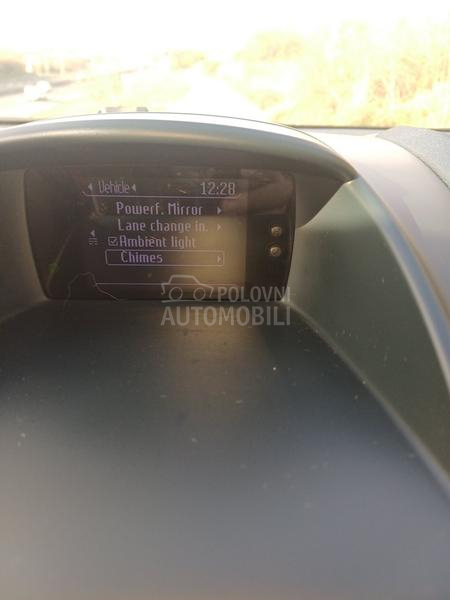 Vehicle
12:28
Powerf. Mirror
Lane change in.
Ambient light
Chimes
POLOVNI
AUTOMOBILI